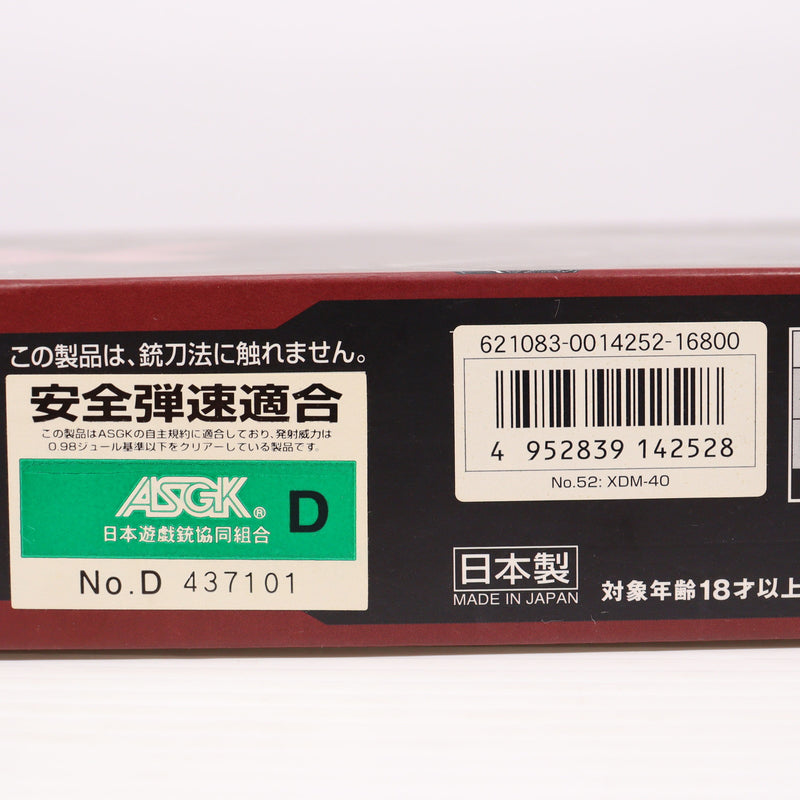 この製品は、銃刀法に触れません。
安全弾速適合
この製品はASGKの自主規約に適合しており、発射威力は
0.98ジュール基準以下をクリアーしている製品です。
ASGK® D
日本遊戯銃協同組合
No.D 437101
621083-0014252-16800
4 952839 142528
No.52: XDM-40
日本製
MADE IN JAPAN
対象年齢18才以上